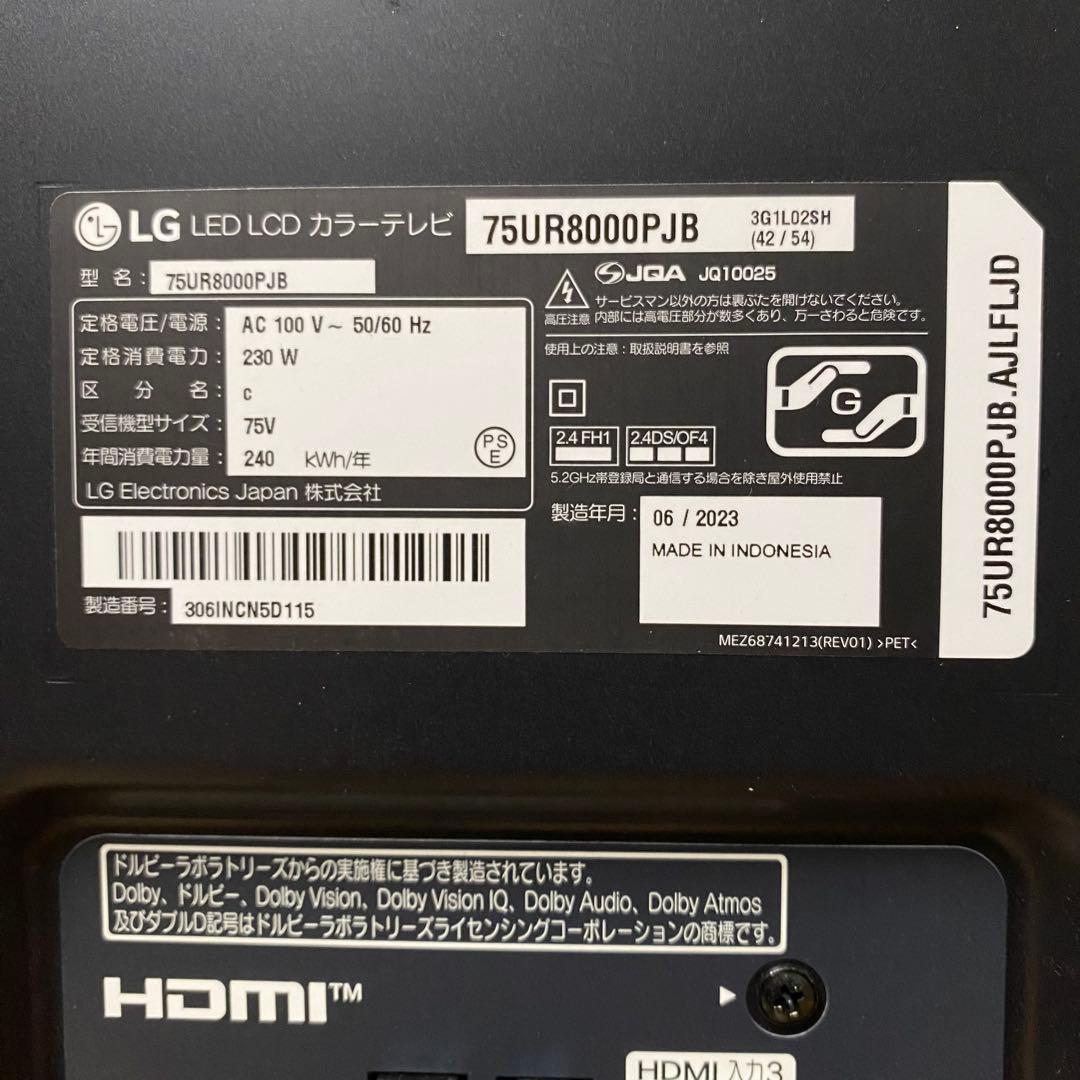 LG LED LCD カラーテレビ 75UR8000PJB 3G1L02SH
(42 / 54)
型 名: 75UR8000PJB
定格電圧/電源: AC 100 V~ 50/60 Hz
定格消費電力: 230 W
区 分 名: c
受信機型サイズ: 75V
年間消費電力量: 240 kWh/年
PS
E
LG Electronics Japan 株式会社
製造番号: 306INCN5D115
JQA JQ10025
サービスマン以外の方は裏ぶたを開けないでください。
高圧注意 内部には高電圧部分が数多くあり、万一さわると危険です。
使用上の注意:取扱説明書を参照
G
2.4 FH1 2.4DS/OF4
5.2GHz帯登録局と通信する場合を除き屋外使用禁止
製造年月: 06 / 2023
MADE IN INDONESIA
MEZ68741213(REV01) >PET<
75UR8000PJB.AJLFLJD
ドルビーラボラトリーズからの実施権に基づき製造されています。
Dolby、ドルビー、Dolby Vision、Dolby Vision IQ、Dolby Audio、Dolby Atmos
及びダブルD記号はドルビーラボラトリーズライセンシングコーポレーションの商標です。
HDMI™
HDMI入力3